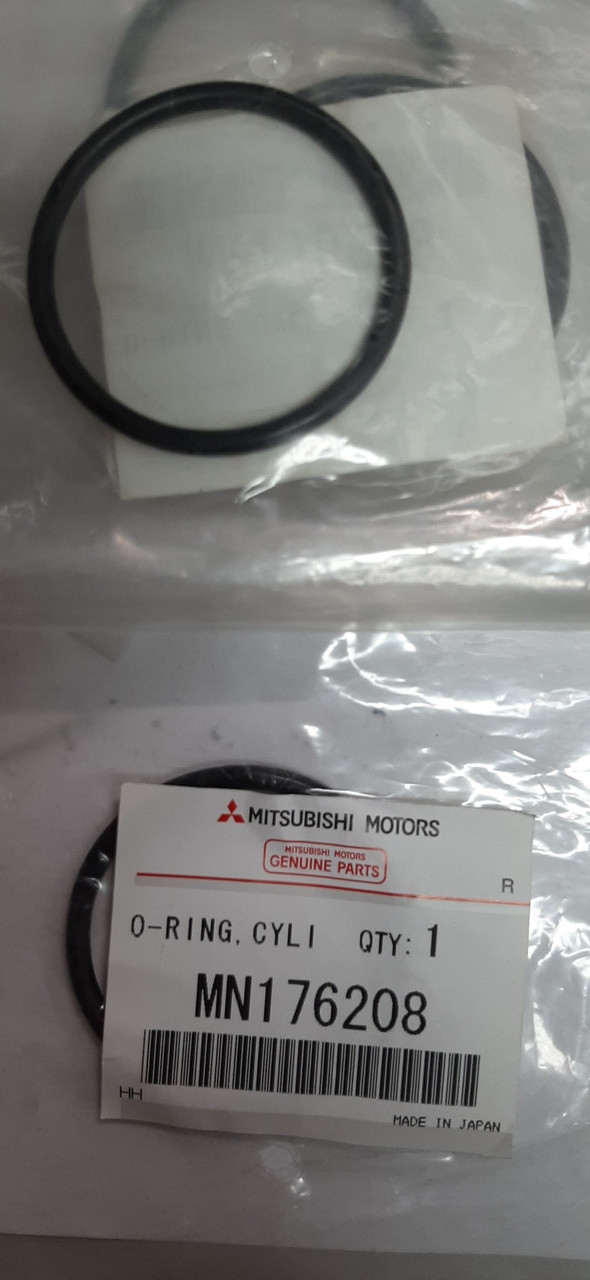 MITSUBISHI MOTORS
MITSUBISHI MOTORS
GENUINE PARTS
R
O-RING, CYLI QTY: 1
MN176208
HH
MADE IN JAPAN